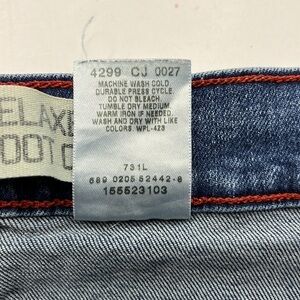 4299 CJ 0027
MACHINE WASH COLD
DURABLE PRESS CYCLE.
DO NOT BLEACH.
TUMBLE DRY MEDIUM.
WARM IRON IF NEEDED.
WASH AND DRY WITH LIKE
COLORS. WPL-423
ELAX
OOT C
731L
689 0205 52442-8
155523103